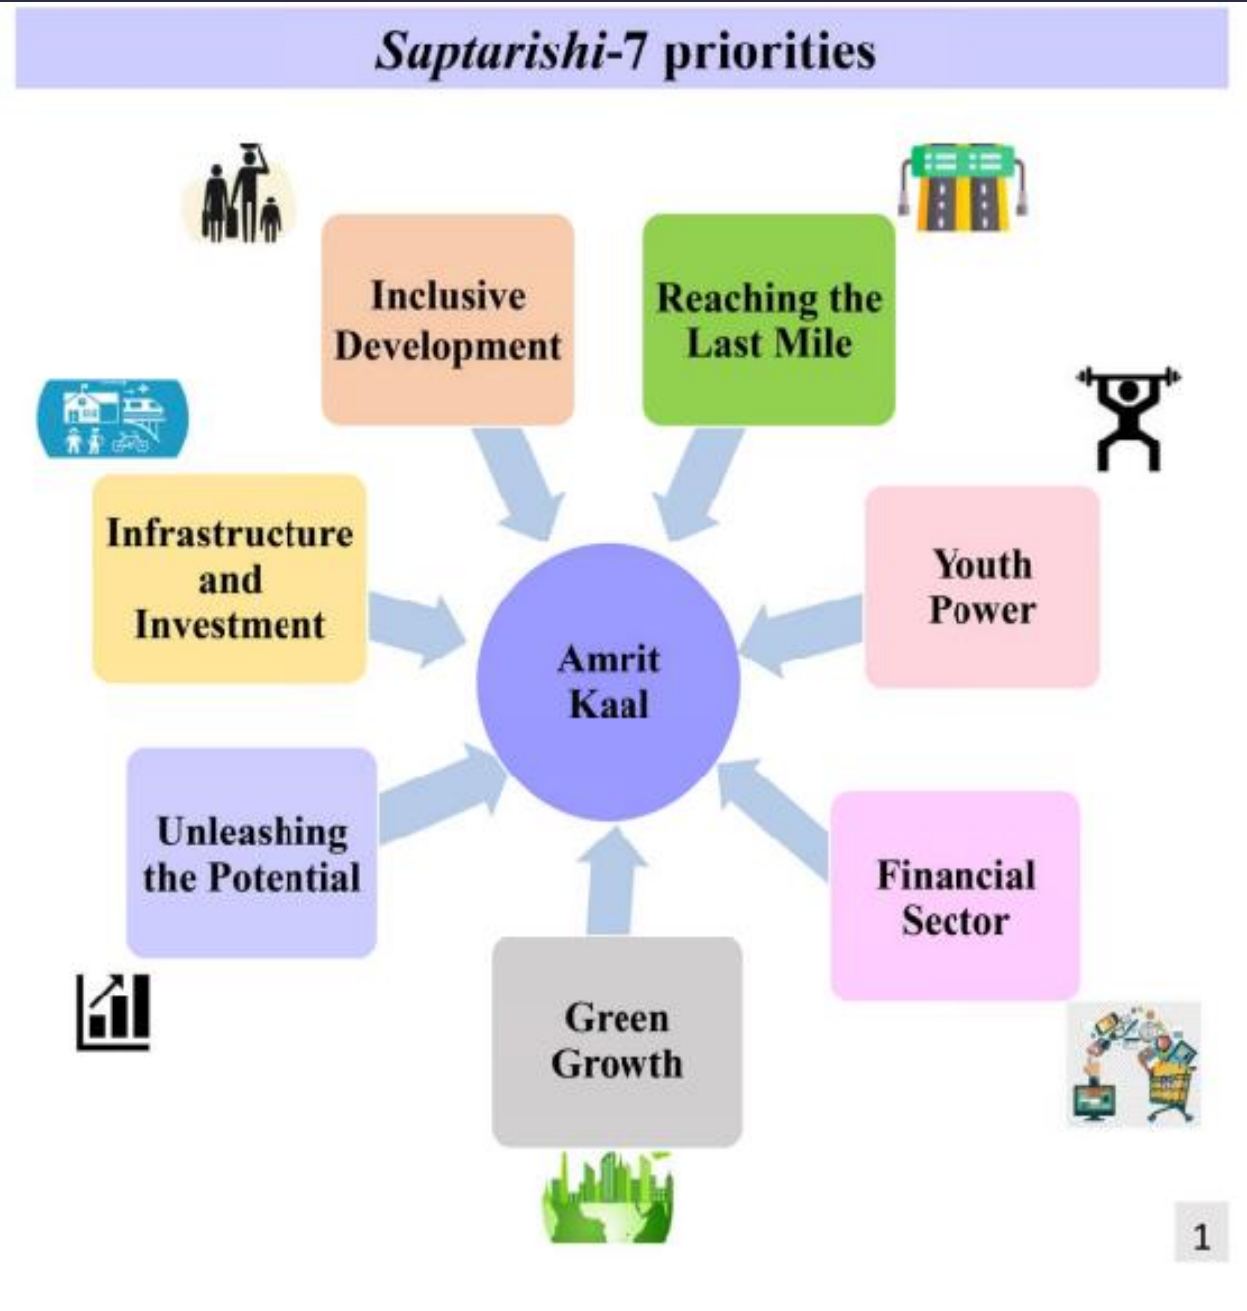 Saptarishi-7 priorities
Inclusive
Development
Reaching the
Last Mile
Infrastructure
and
Investment
Youth
Power
Amrit
Kaal
Unleashing
the Potential
Financial
Sector
Green
Growth
1